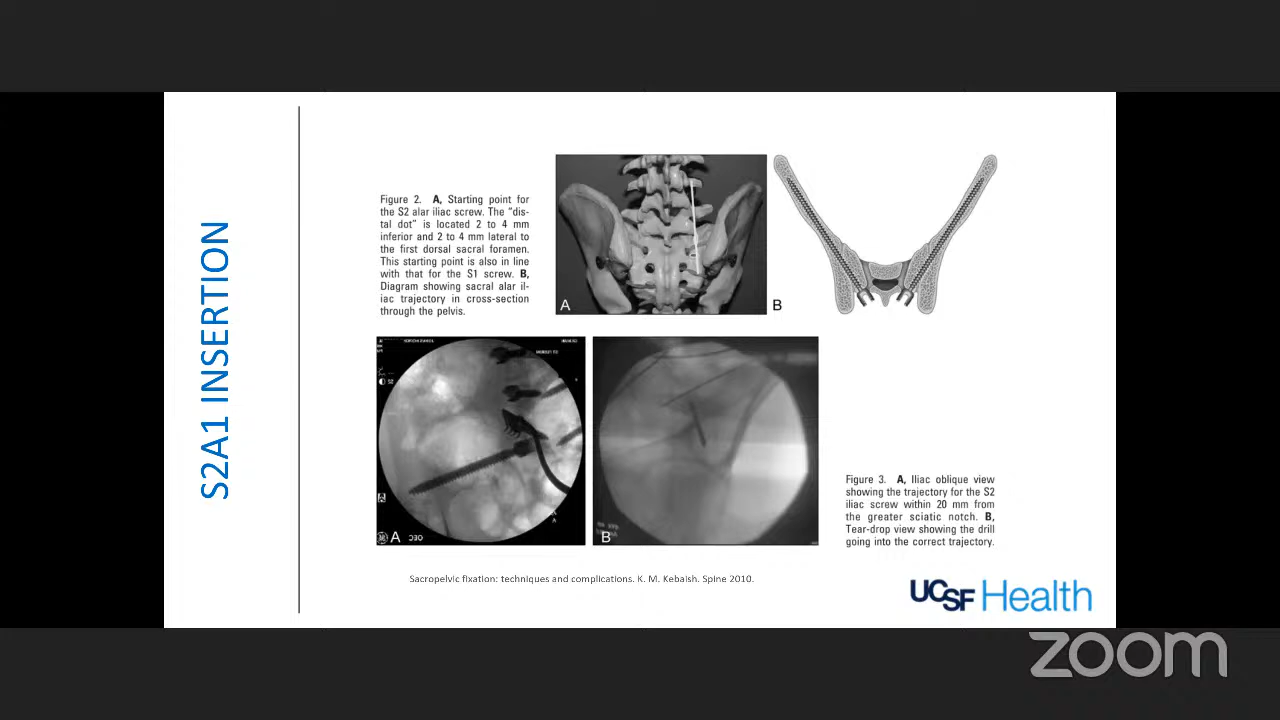 S2A1 INSERTION
Figure 2. A, Starting point for
the S2 alar iliac screw. The "dis-
tal dot" is located 2 to 4 mm
inferior and 2 to 4 mm lateral to
the first dorsal sacral foramen.
This starting point is also in line
with that for the S1 screw. B,
Diagram showing sacral alar il-
iac trajectory in cross-section
through the pelvis.
A
B
A
B
Figure 3. A, Iliac oblique view
showing the trajectory for the S2
iliac screw within 20 mm from
the greater sciatic notch. B,
Tear-drop view showing the drill
going into the correct trajectory.
Sacropelvic fixation: techniques and complications. K. M. Kebaish. Spine 2010.
UCSF Health
zoom